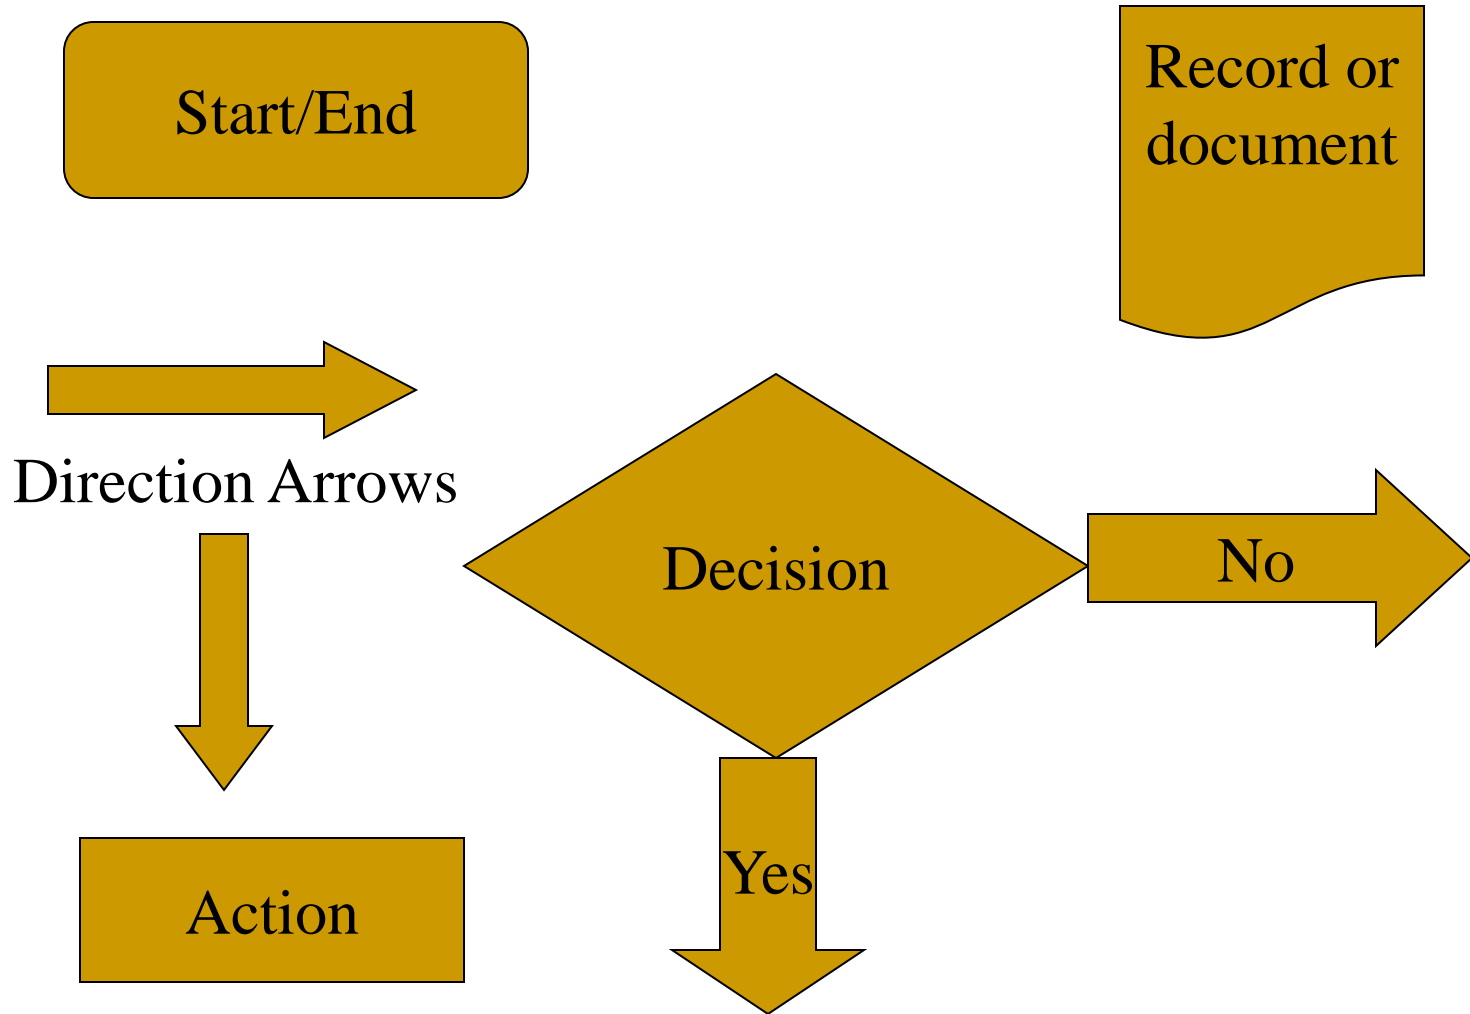 Start/End
Record or
document
Direction Arrows
Decision
No
Yes
Action